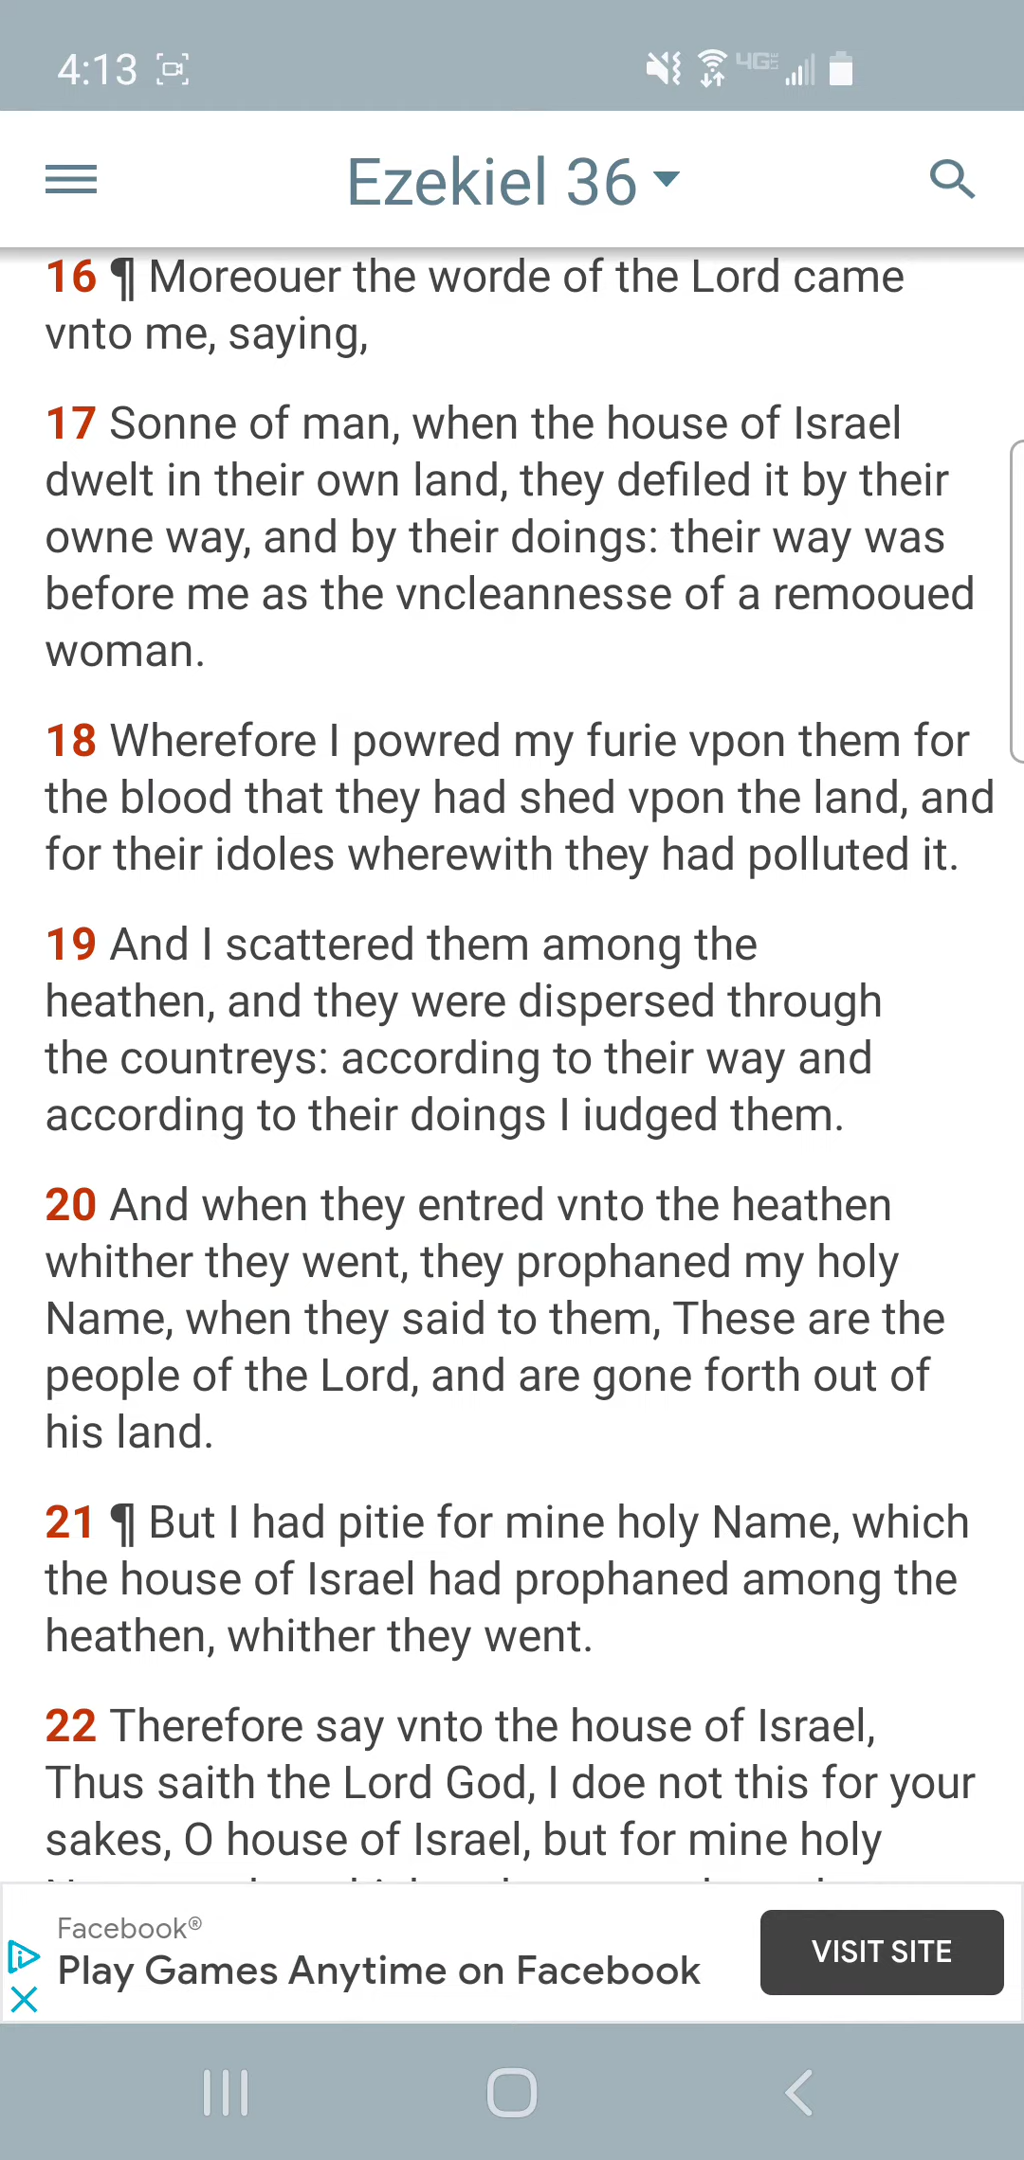 4:13 4GE
Ezekiel 36
16 ¶ Moreouer the worde of the Lord came
vnto me, saying,
17 Sonne of man, when the house of Israel
dwelt in their own land, they defiled it by their
owne way, and by their doings: their way was
before me as the vncleannesse of a remooued
woman.
18 Wherefore I powred my furie vpon them for
the blood that they had shed vpon the land, and
for their idoles wherewith they had polluted it.
19 And I scattered them among the
heathen, and they were dispersed through
the countreys: according to their way and
according to their doings I iudged them.
20 And when they entred vnto the heathen
whither they went, they prophaned my holy
Name, when they said to them, These are the
people of the Lord, and are gone forth out of
his land.
21 ¶ But I had pitie for mine holy Name, which
the house of Israel had prophaned among the
heathen, whither they went.
22 Therefore say vnto the house of Israel,
Thus saith the Lord God, I doe not this for your
sakes, O house of Israel, but for mine holy
Facebook®
Play Games Anytime on Facebook
VISIT SITE